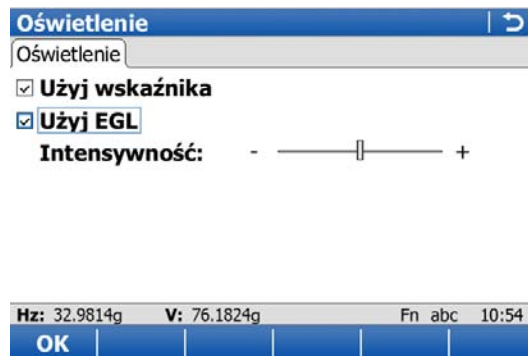 Oświetlenie
Oświetlenie
Użyj wskaźnika
Użyj EGL
Intensywność: - +
Hz: 32.9814g V: 76.1824g Fn abc 10:54
OK